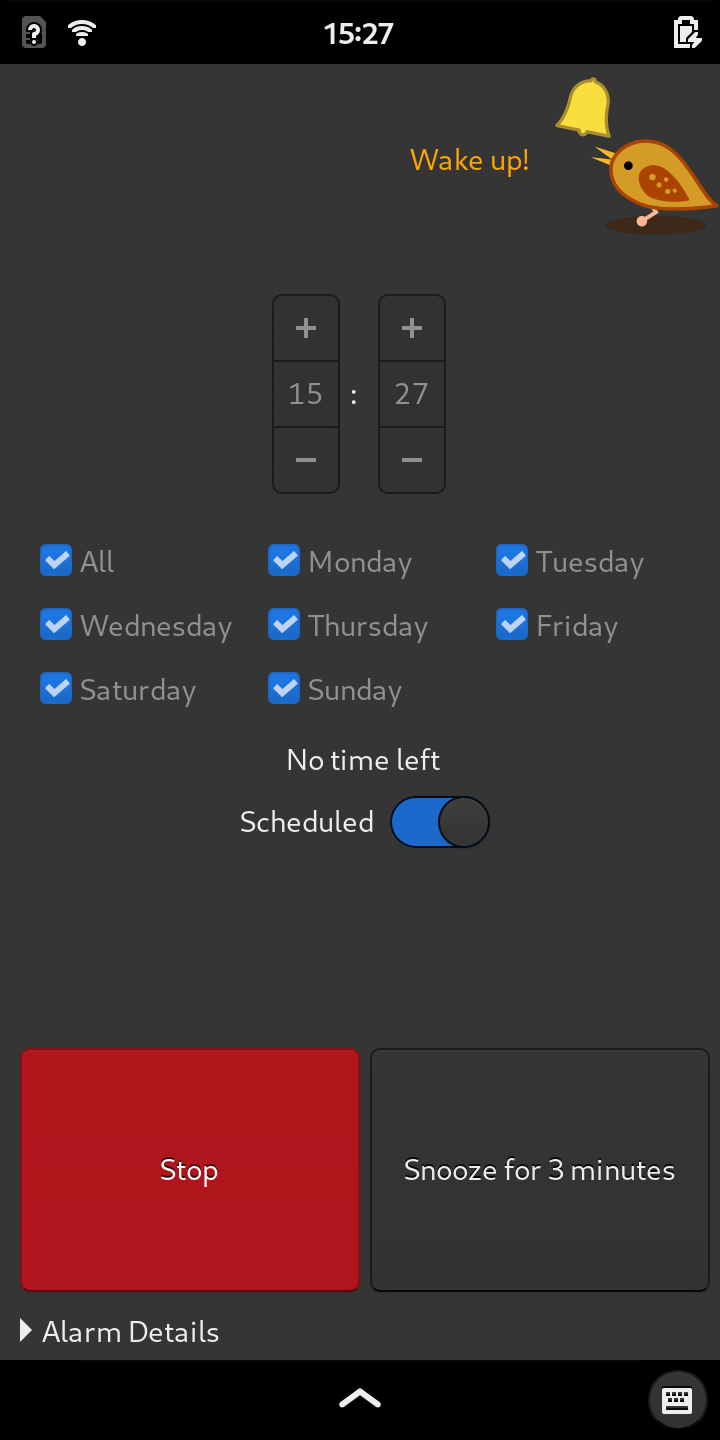 15:27
Wake up!
15 : 27
All Monday Tuesday
Wednesday Thursday Friday
Saturday Sunday
No time left
Scheduled
Stop Snooze for 3 minutes
Alarm Details